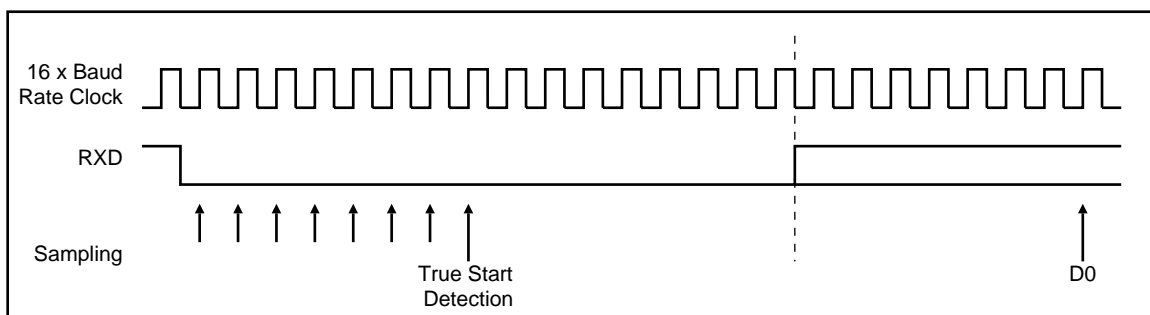 16 x Baud
Rate Clock
RXD
Sampling
True Start
Detection
D0